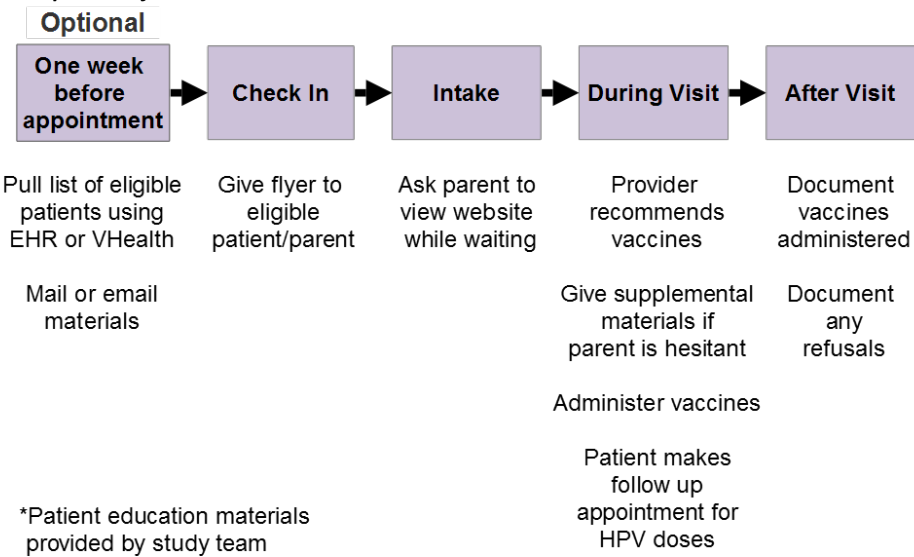 Optional
One week
before
appointment
Check In
Intake
During Visit
After Visit
Pull list of eligible
patients using
EHR or VHealth
Mail or email
materials
Give flyer to
eligible
patient/parent
Ask parent to
view website
while waiting
Provider
recommends
vaccines
Give supplemental
materials if
parent is hesitant
Administer vaccines
Patient makes
follow up
appointment for
HPV doses
Document
vaccines
administered
Document
any
refusals
*Patient education materials
provided by study team